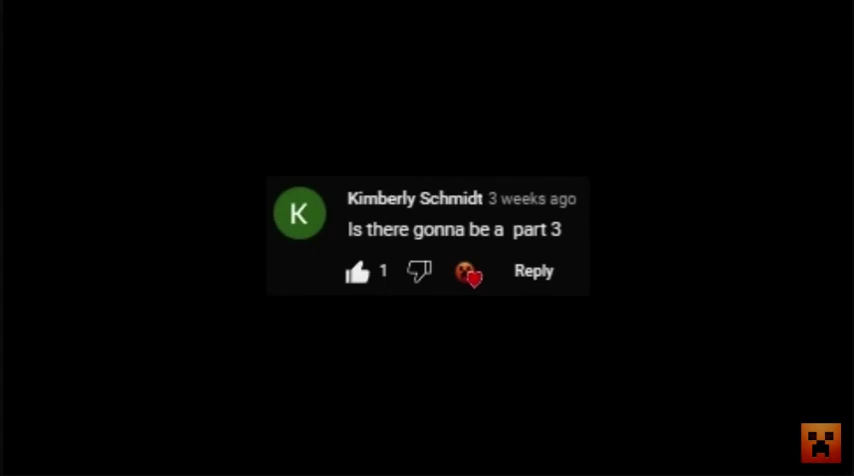 K
Kimberly Schmidt 3 weeks ago
Is there gonna be a  part 3
1
Reply